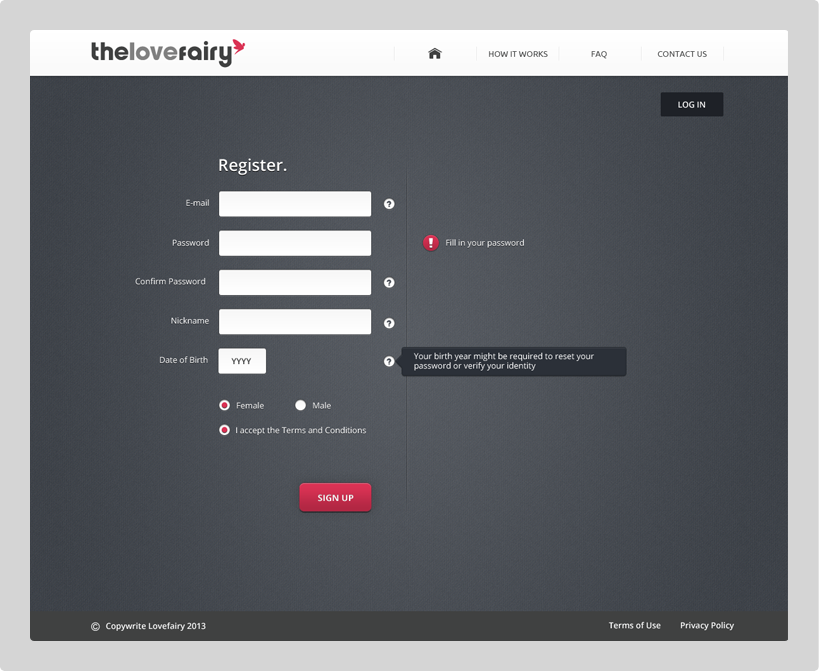 thelovefairy
HOW IT WORKS
FAQ
CONTACT US
LOG IN
Register.
E-mail
?
Password
! Fill in your password
Confirm Password
?
Nickname
?
Date of Birth
YYYY
?
Your birth year might be required to reset your
password or verify your identity
Female
Male
I accept the Terms and Conditions
SIGN UP
© Copywrite Lovefairy 2013
Terms of Use
Privacy Policy